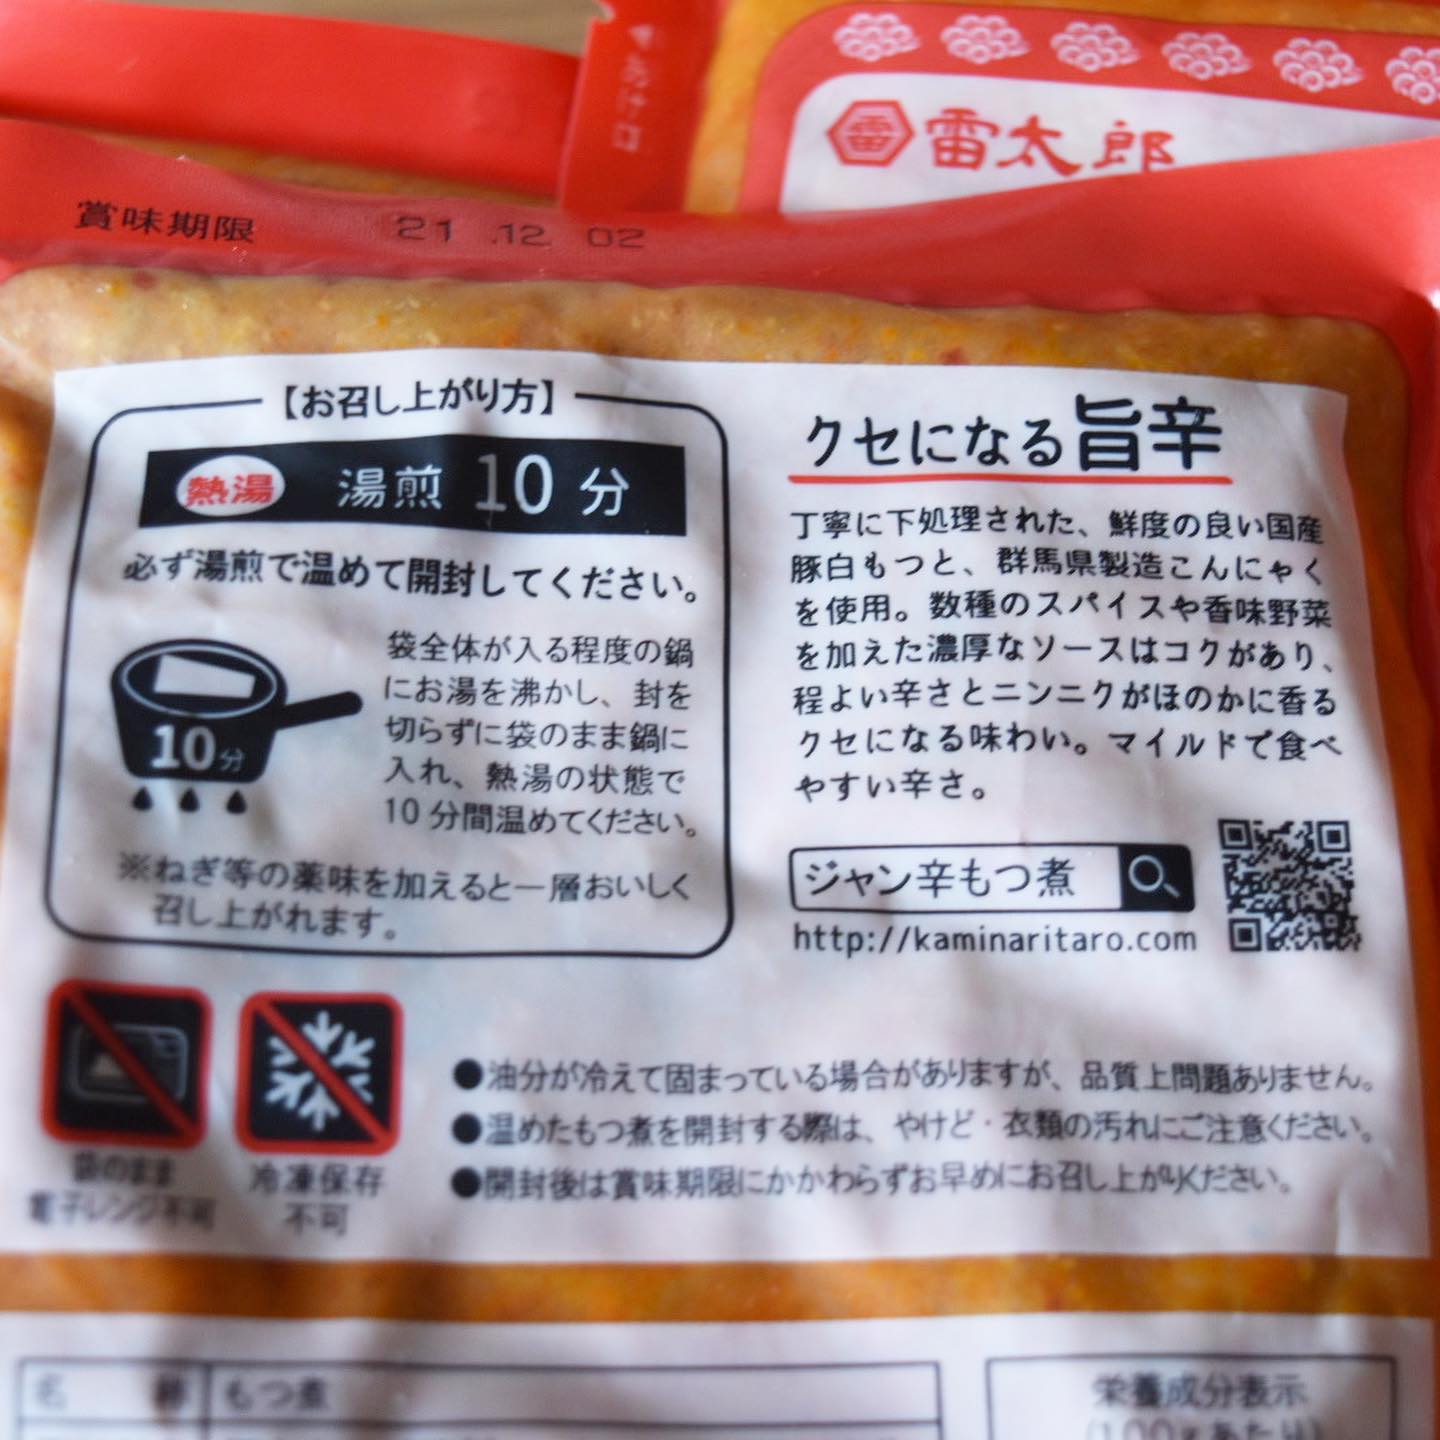 雷 雷太郎
賞味期限 21.12.02
【お召し上がり方】
熱湯 湯煎 10分
必ず湯煎で温めて開封してください。
袋全体が入る程度の鍋
にお湯を沸かし、封を
切らずに袋のまま鍋に
入れ、熱湯の状態で
10分間温めてください。
10分
※ねぎ等の薬味を加えると一層おいしく
召し上がれます。
クセになる旨辛
丁寧に下処理された、鮮度の良い国産
豚白もつと、群馬県製造こんにゃく
を使用。数種のスパイスや香味野菜
を加えた濃厚なソースはコクがあり、
程よい辛さとニンニクがほのかに香る
クセになる味わい。マイルドで食べ
やすい辛さ。
ジャン辛もつ煮
http://kaminaritaro.com
袋のまま
電子レンジ不可
冷凍保存
不可
●油分が冷えて固まっている場合がありますが、品質上問題ありません。
●温めたもつ煮を開封する際は、やけど・衣類の汚れにご注意ください。
●開封後は賞味期限にかかわらずお早めにお召し上がりください。
名称 もつ煮
栄養成分表示
(100gあたり)